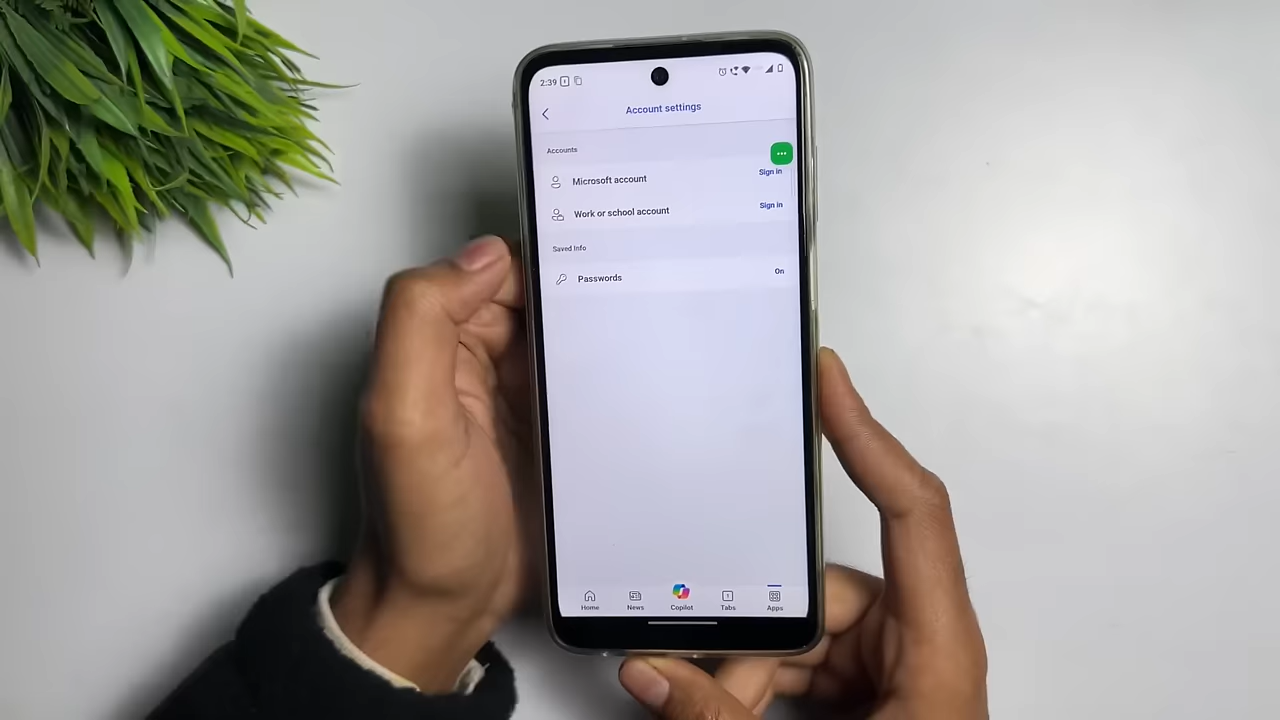 2:39
Account settings
Accounts
Microsoft account Sign in
Work or school account Sign in
Saved Info
Passwords On
Home News Copilot Tabs Apps